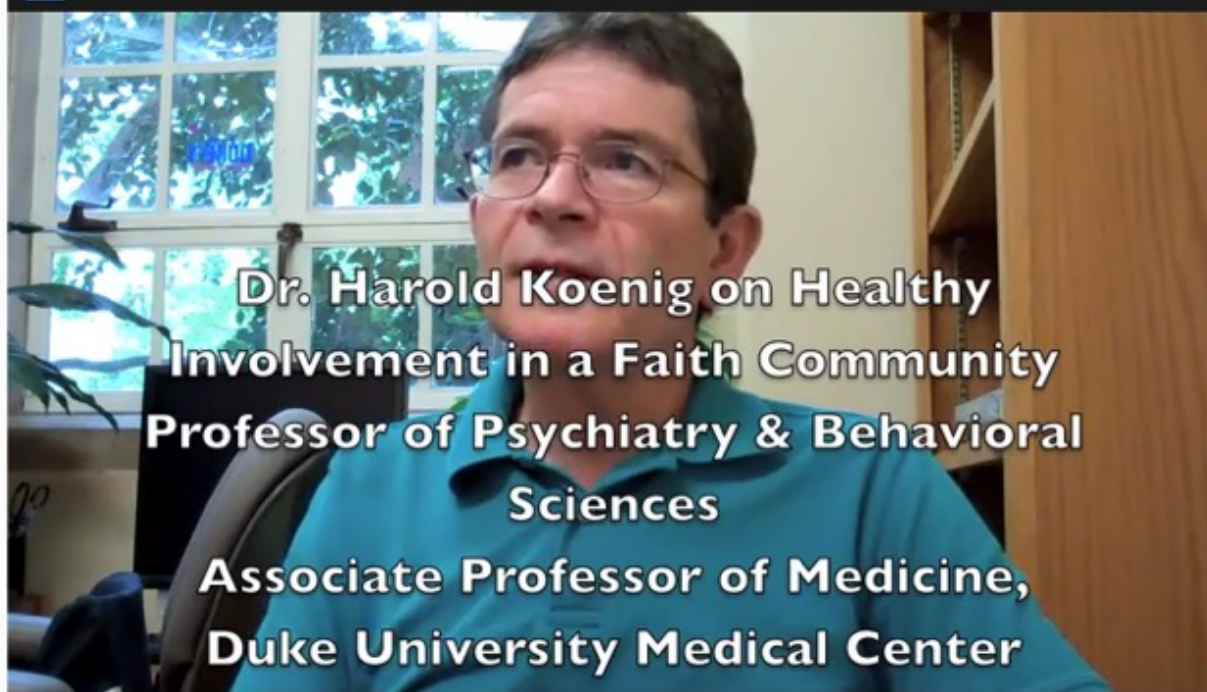 Dr. Harold Koenig on Healthy
Involvement in a Faith Community
Professor of Psychiatry & Behavioral
Sciences
Associate Professor of Medicine,
Duke University Medical Center